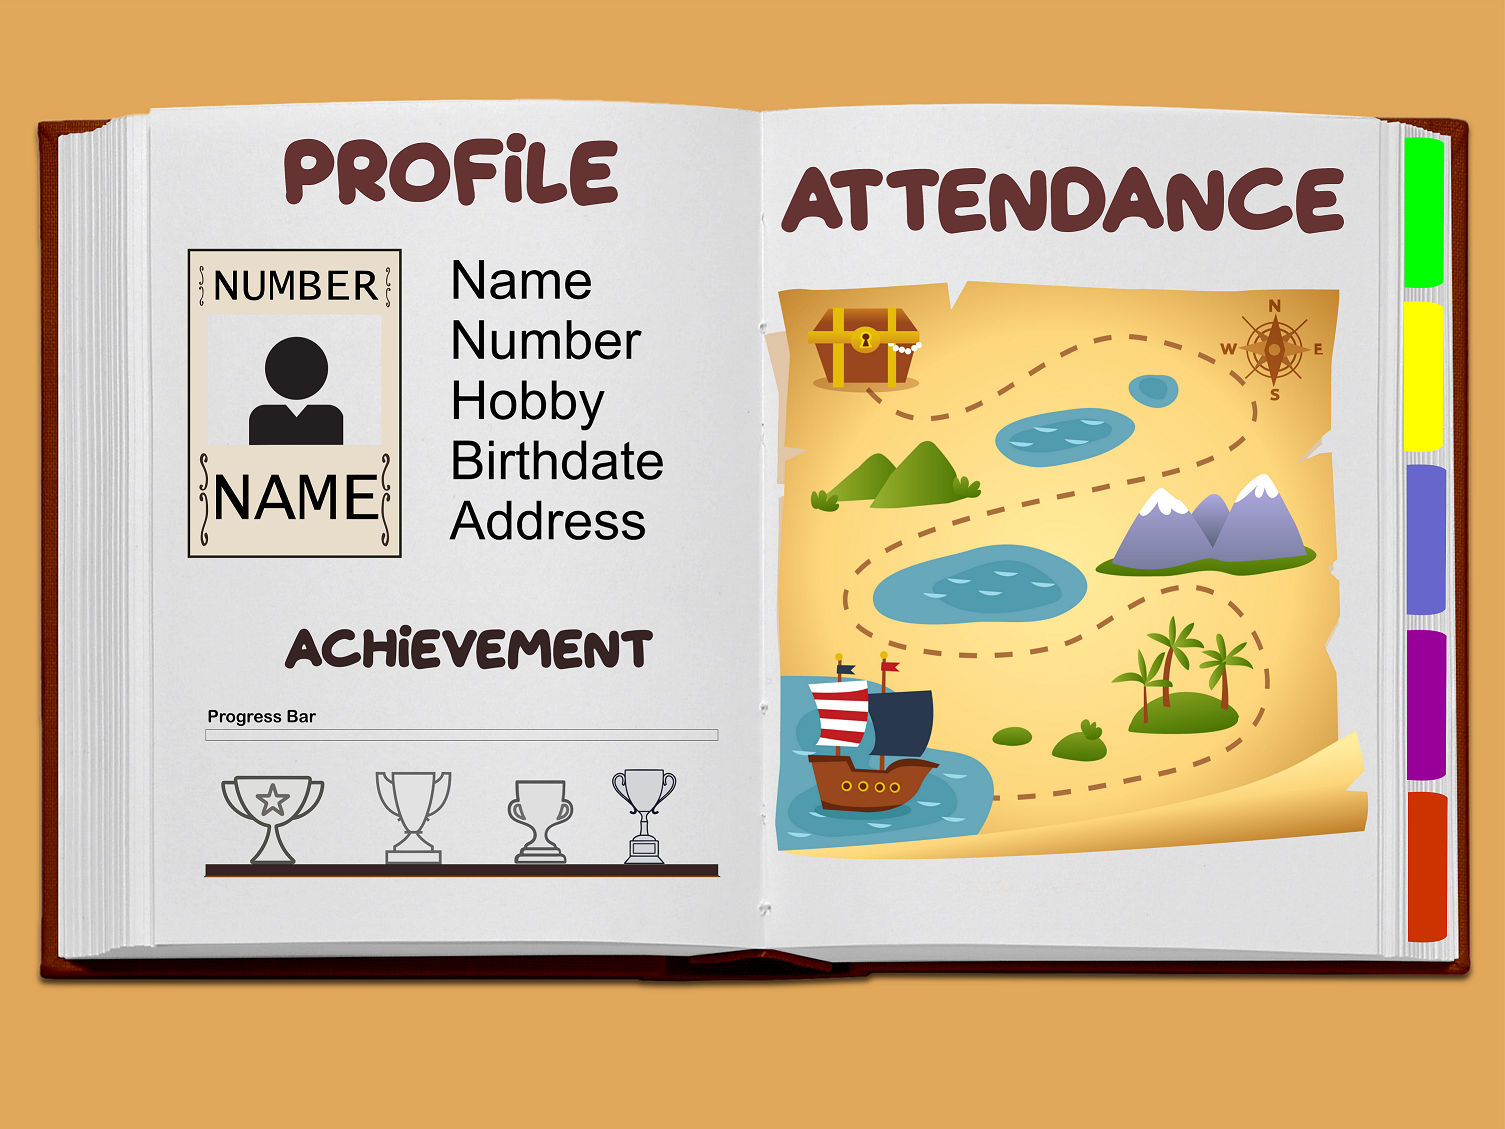 PROFiLE
NUMBER
NAME
Name
Number
Hobby
Birthdate
Address
ACHiEVEMENT
Progress Bar
ATTENDANCE
N
W E
S